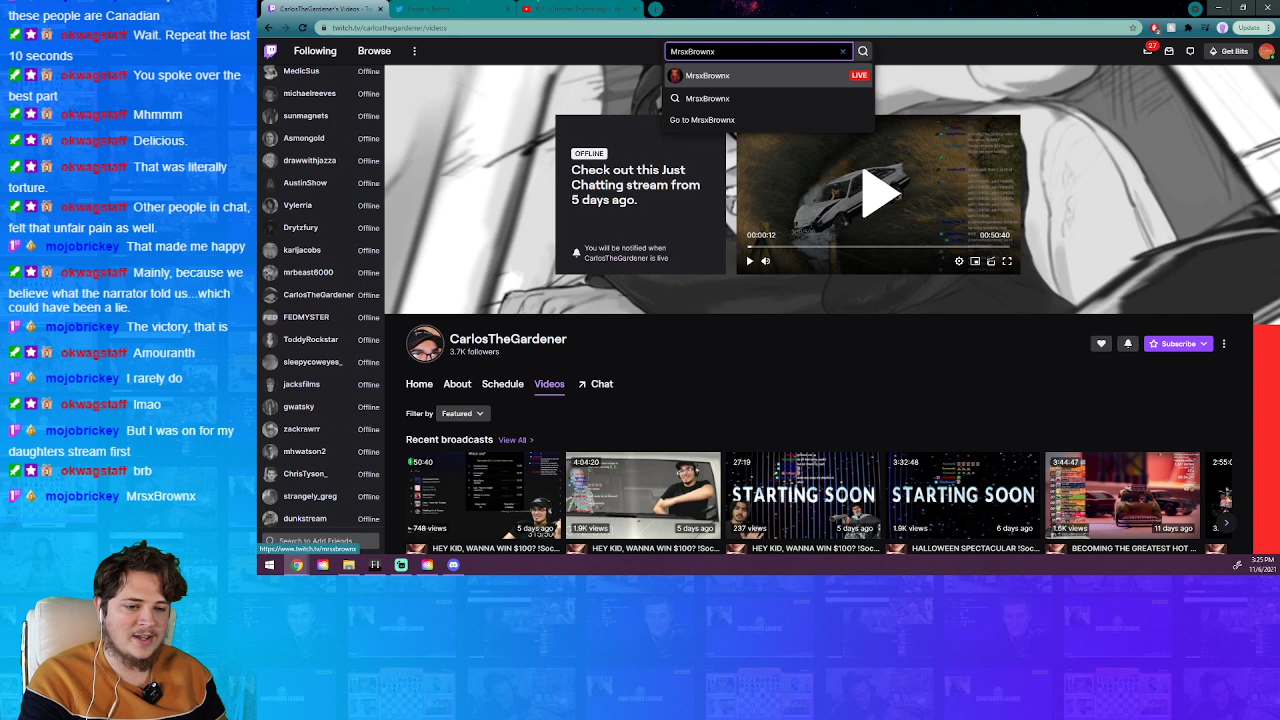 these people are Canadian
okwagstaff Wait. Repeat the last
10 seconds
okwagstaff You spoke over the
best part
okwagstaff Mhmmm
okwagstaff Delicious.
okwagstaff That was literally
torture.
okwagstaff Other people in chat,
felt that unfair pain as well.
mojobrickey That made me happy
okwagstaff Mainly, because we
believe what the narrator told us...which
could have been a lie.
mojobrickey The victory, that is
okwagstaff Amouranth
mojobrickey I rarely do
okwagstaff lmao
mojobrickey But I was on for my
daughters stream first
okwagstaff brb
mojobrickey MrsxBrownx
CarlosTheGardener's Videos - Tw
twitch.tv/carlosthegardener/videos
Update
Following Browse
MrsxBrownx
27
Get Bits
MrsxBrownx LIVE
MrsxBrownx
Go to MrsxBrownx
MedicSus Offline
michaelreeves Offline
sunmagnets Offline
Asmongold Offline
drawwithjazza Offline
AustinShow Offline
Vylerria Offline
Drytzfury Offline
karljacobs Offline
mrbeast6000 Offline
CarlosTheGardener Offline
FEDMYSTER Offline
ToddyRockstar Offline
sleepycoweyes_ Offline
jacksfilms Offline
gwatsky Offline
zackrawrr Offline
mhwatson2 Offline
ChrisTyson_ Offline
strangely_greg Offline
dunkstream Offline
Search to Add Friends
https://www.twitch.tv/mrsxbrownx
OFFLINE
Check out this Just
Chatting stream from
5 days ago.
You will be notified when
CarlosTheGardener is live
00:00:12 00:50:40
CarlosTheGardener
3.7K followers
Subscribe
Home About Schedule Videos Chat
Filter by Featured
Recent broadcasts View All
50:40
748 views 5 days ago
HEY KID, WANNA WIN $100? !Soc...
4:04:20
1.9K views 5 days ago
HEY KID, WANNA WIN $100? !Soc...
27:19
STARTING SOON
237 views 5 days ago
HEY KID, WANNA WIN $100? !Soc...
3:32:48
STARTING SOON
1.9K views 6 days ago
HALLOWEEN SPECTACULAR !Socia...
3:44:47
1.6K views 11 days ago
BECOMING THE GREATEST HOT ...
2:55:0
5:25 PM
11/6/2021